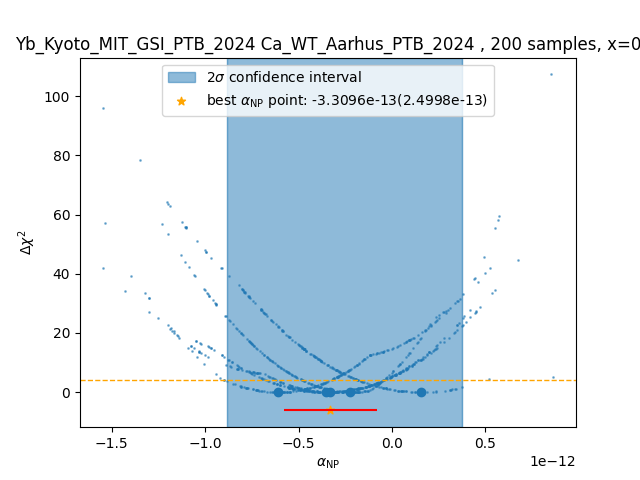 Yb_Kyoto_MIT_GSI_PTB_2024 Ca_WT_Aarhus_PTB_2024 , 200 samples, x=0
2σ confidence interval
best α_NP point: -3.3096e-13(2.4998e-13)
Δχ²
100
80
60
40
20
0
−1.5
−1.0
−0.5
0.0
0.5
1e−12
α_NP